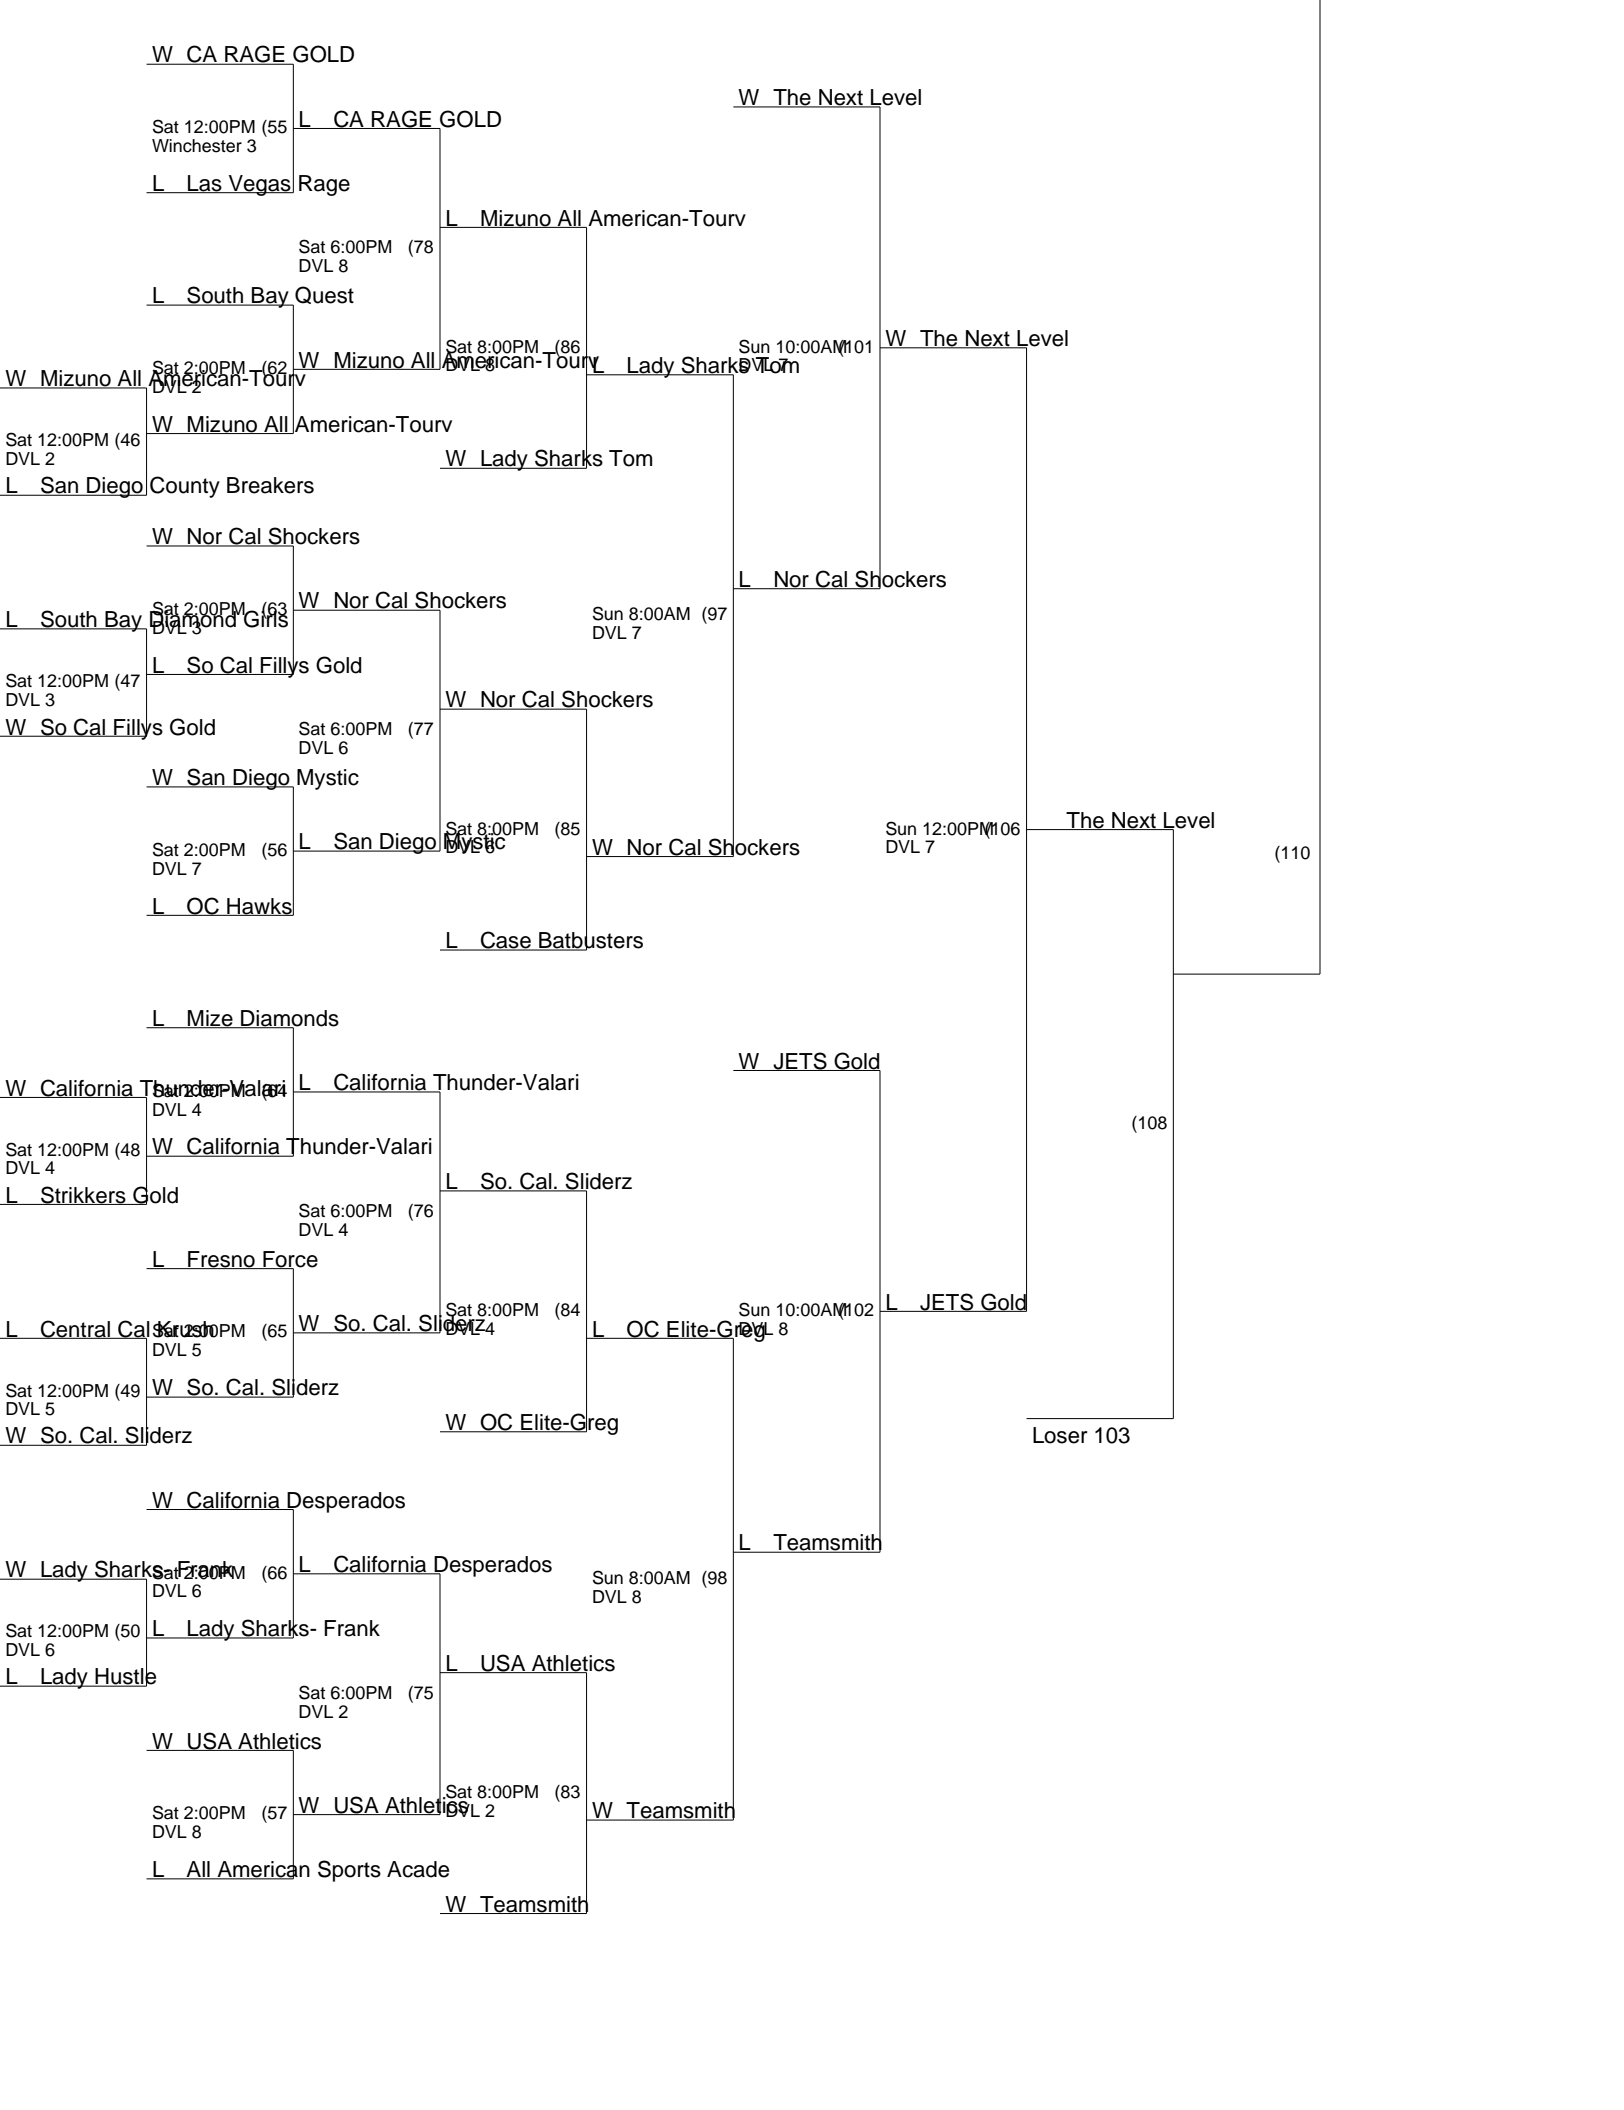 W CA RAGE GOLD
W The Next Level
L CA RAGE GOLD
Sat 12:00PM (55
Winchester 3
L Las Vegas Rage
L Mizuno All American-Tourv
Sat 6:00PM (78
DVL 8
L South Bay Quest
W The Next Level
Sat 8:00PM (86
DVL 8
Sun 10:00AM (101
DVL 7
W Mizuno All American-Tourv
L Lady Sharks Tom
Sat 2:00PM (62
DVL 2
W Mizuno All American-Tourv
W Mizuno All American-Tourv
Sat 12:00PM (46
DVL 2
W Lady Sharks Tom
L San Diego County Breakers
W Nor Cal Shockers
L Nor Cal Shockers
W Nor Cal Shockers
Sat 2:00PM (63
DVL 3
Sun 8:00AM (97
DVL 7
L South Bay Diamond Girls
L So Cal Fillys Gold
Sat 12:00PM (47
DVL 3
W Nor Cal Shockers
W So Cal Fillys Gold
Sat 6:00PM (77
DVL 6
W San Diego Mystic
The Next Level
Sat 8:00PM (85
DVL 6
Sun 12:00PM (106
DVL 7
L San Diego Mystic
W Nor Cal Shockers
(110
Sat 2:00PM (56
DVL 7
L OC Hawks
L Case Batbusters
L Mize Diamonds
W JETS Gold
L California Thunder-Valari
W California Thunder-Valari
Sat 2:00PM (64
DVL 4
(108
W California Thunder-Valari
Sat 12:00PM (48
DVL 4
L So. Cal. Sliderz
L Strikkers Gold
Sat 6:00PM (76
DVL 4
L Fresno Force
L JETS Gold
Sat 8:00PM (84
DVL 4
Sun 10:00AM (102
DVL 8
W So. Cal. Sliderz
L OC Elite-Greg
L Central Cal Krush
Sat 2:00PM (65
DVL 5
W So. Cal. Sliderz
Sat 12:00PM (49
DVL 5
W OC Elite-Greg
W So. Cal. Sliderz
Loser 103
W California Desperados
L Teamsmith
L California Desperados
W Lady Sharks- Frank
Sat 2:00PM (66
DVL 6
Sun 8:00AM (98
DVL 8
L Lady Sharks- Frank
Sat 12:00PM (50
DVL 6
L USA Athletics
L Lady Hustle
Sat 6:00PM (75
DVL 2
W USA Athletics
Sat 8:00PM (83
DVL 2
W USA Athletics
W Teamsmith
Sat 2:00PM (57
DVL 8
L All American Sports Acade
W Teamsmith